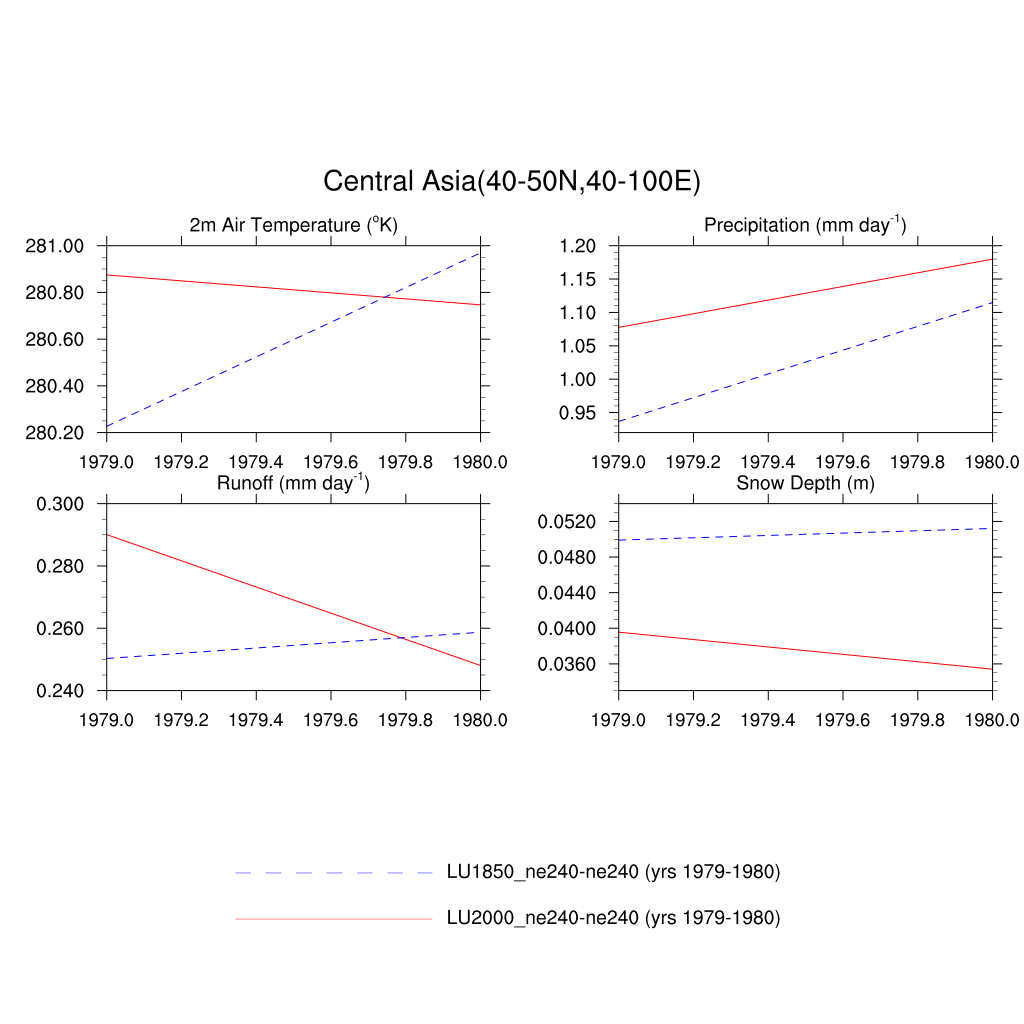 Central Asia(40-50N,40-100E)
2m Air Temperature (°K)
281.00
280.80
280.60
280.40
280.20
1979.0 1979.2 1979.4 1979.6 1979.8 1980.0
Precipitation (mm day⁻¹)
1.20
1.15
1.10
1.05
1.00
0.95
1979.0 1979.2 1979.4 1979.6 1979.8 1980.0
Runoff (mm day⁻¹)
0.300
0.280
0.260
0.240
1979.0 1979.2 1979.4 1979.6 1979.8 1980.0
Snow Depth (m)
0.0520
0.0480
0.0440
0.0400
0.0360
1979.0 1979.2 1979.4 1979.6 1979.8 1980.0
LU1850_ne240-ne240 (yrs 1979-1980)
LU2000_ne240-ne240 (yrs 1979-1980)